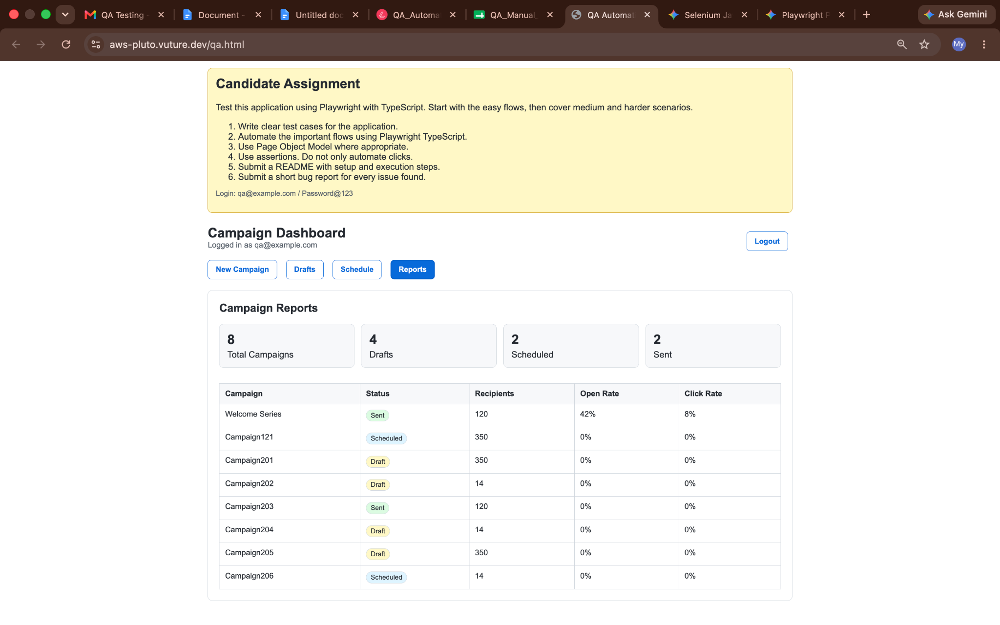 QA Testing -
Document -
Untitled doc
QA_Automa
QA_Manual_
QA Automat
Selenium Ja
Playwright P
Ask Gemini
aws-pluto.vuture.dev/qa.html
My
Candidate Assignment
Test this application using Playwright with TypeScript. Start with the easy flows, then cover medium and harder scenarios.
1. Write clear test cases for the application.
2. Automate the important flows using Playwright TypeScript.
3. Use Page Object Model where appropriate.
4. Use assertions. Do not only automate clicks.
5. Submit a README with setup and execution steps.
6. Submit a short bug report for every issue found.
Login: qa@example.com / Password@123
Campaign Dashboard
Logged in as qa@example.com
Logout
New Campaign Drafts Schedule Reports
Campaign Reports
8 4 2 2
Total Campaigns Drafts Scheduled Sent
Campaign Status Recipients Open Rate Click Rate
Welcome Series Sent 120 42% 8%
Campaign121 Scheduled 350 0% 0%
Campaign201 Draft 350 0% 0%
Campaign202 Draft 14 0% 0%
Campaign203 Sent 120 0% 0%
Campaign204 Draft 14 0% 0%
Campaign205 Draft 350 0% 0%
Campaign206 Scheduled 14 0% 0%